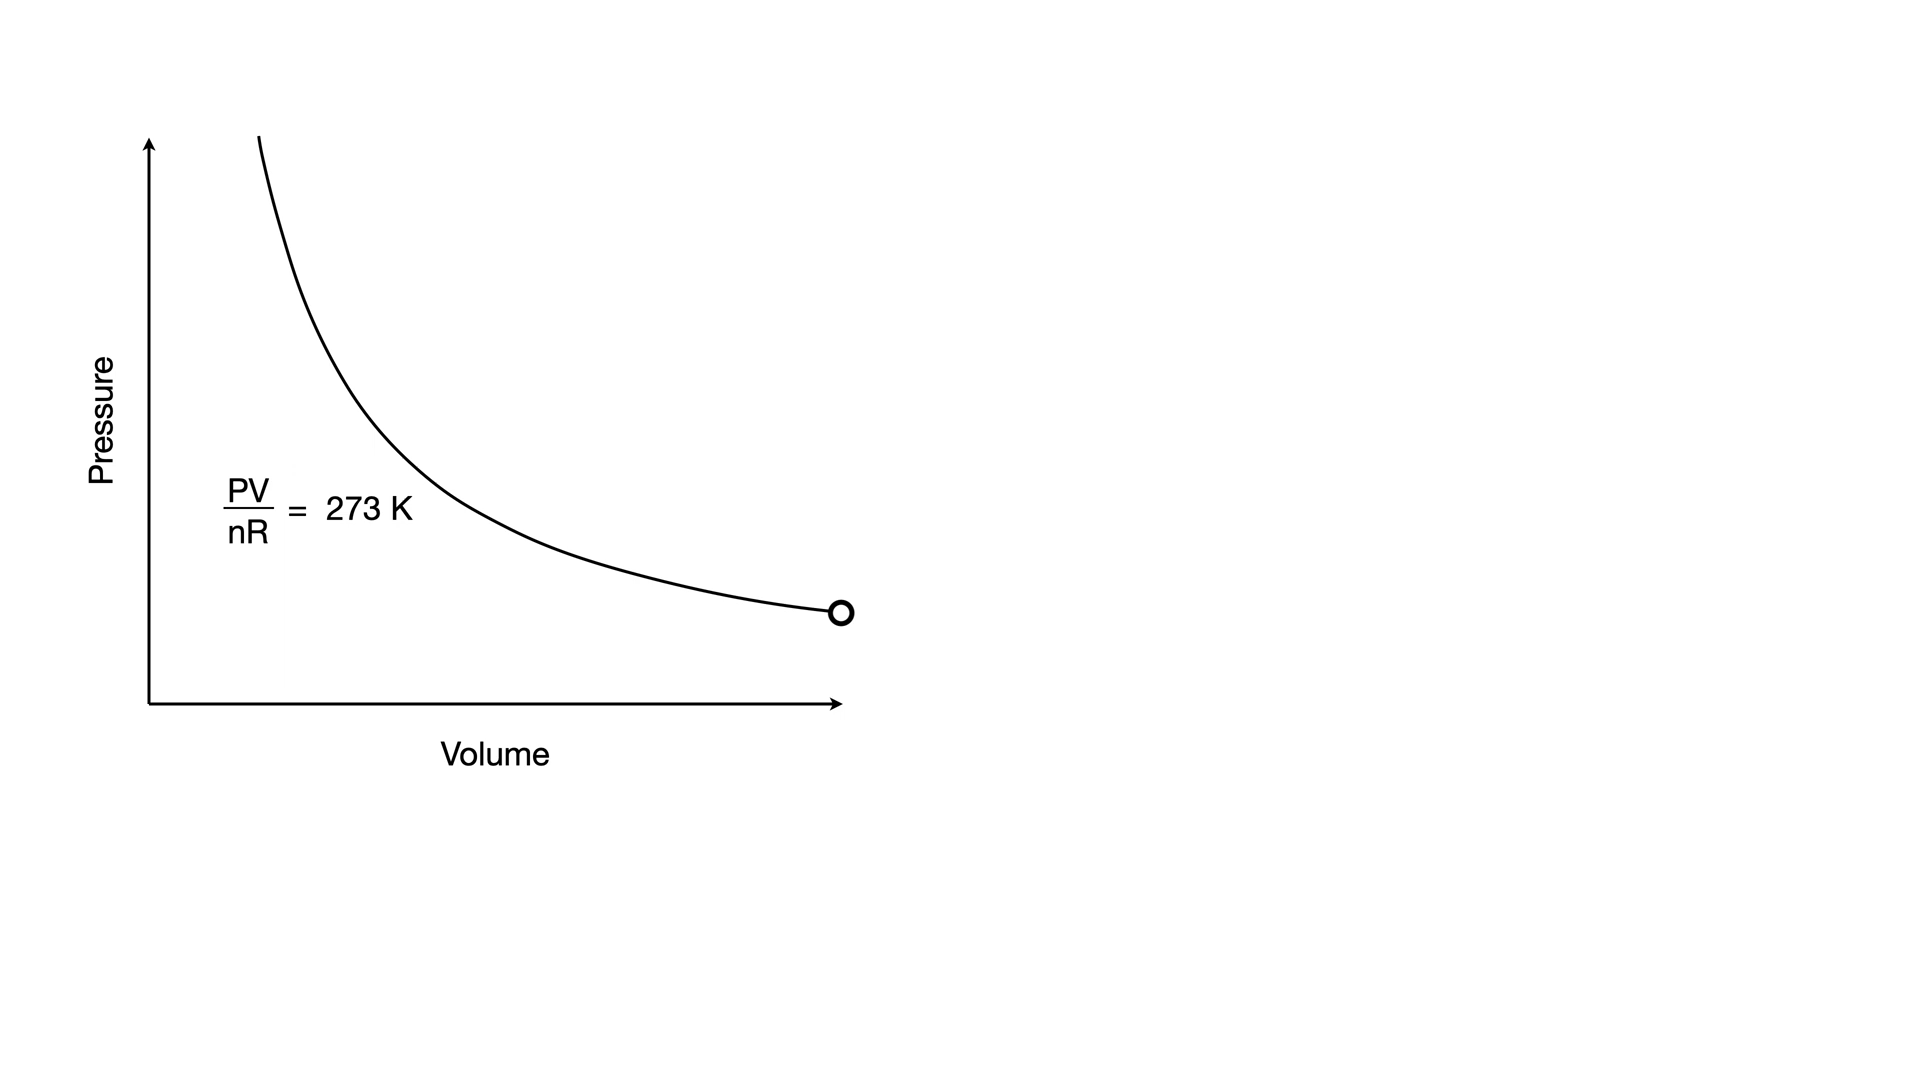 Pressure
PV
nR
= 273 K
Volume